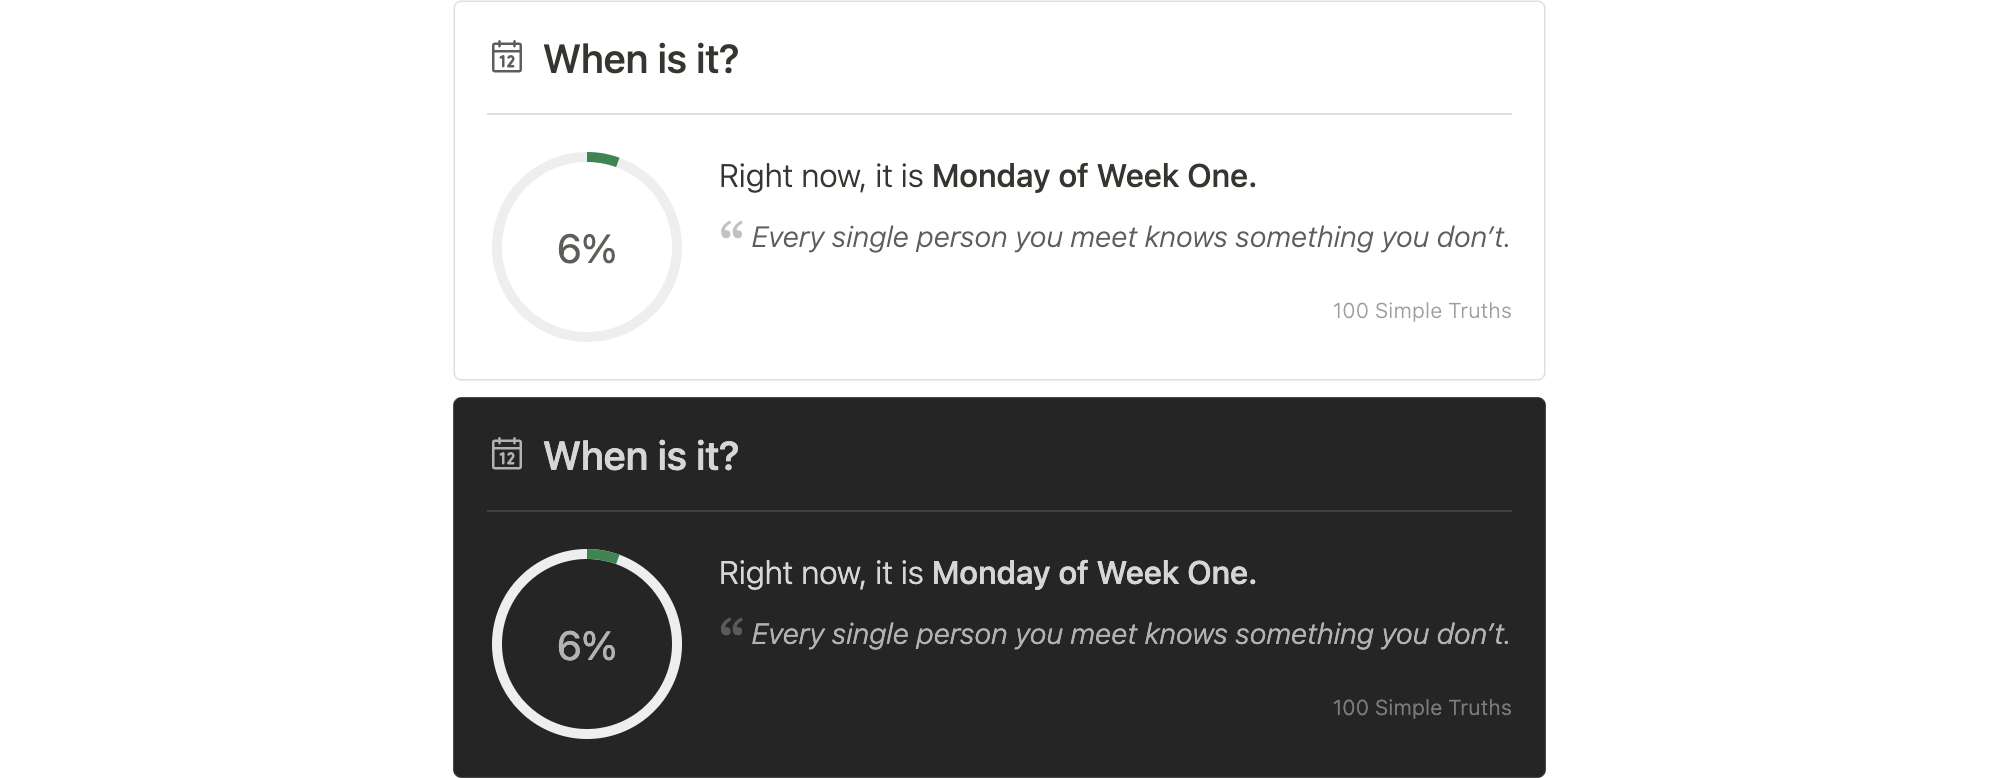 12 When is it?
6%
Right now, it is Monday of Week One.
“ Every single person you meet knows something you don’t.
100 Simple Truths
12 When is it?
6%
Right now, it is Monday of Week One.
“ Every single person you meet knows something you don’t.
100 Simple Truths